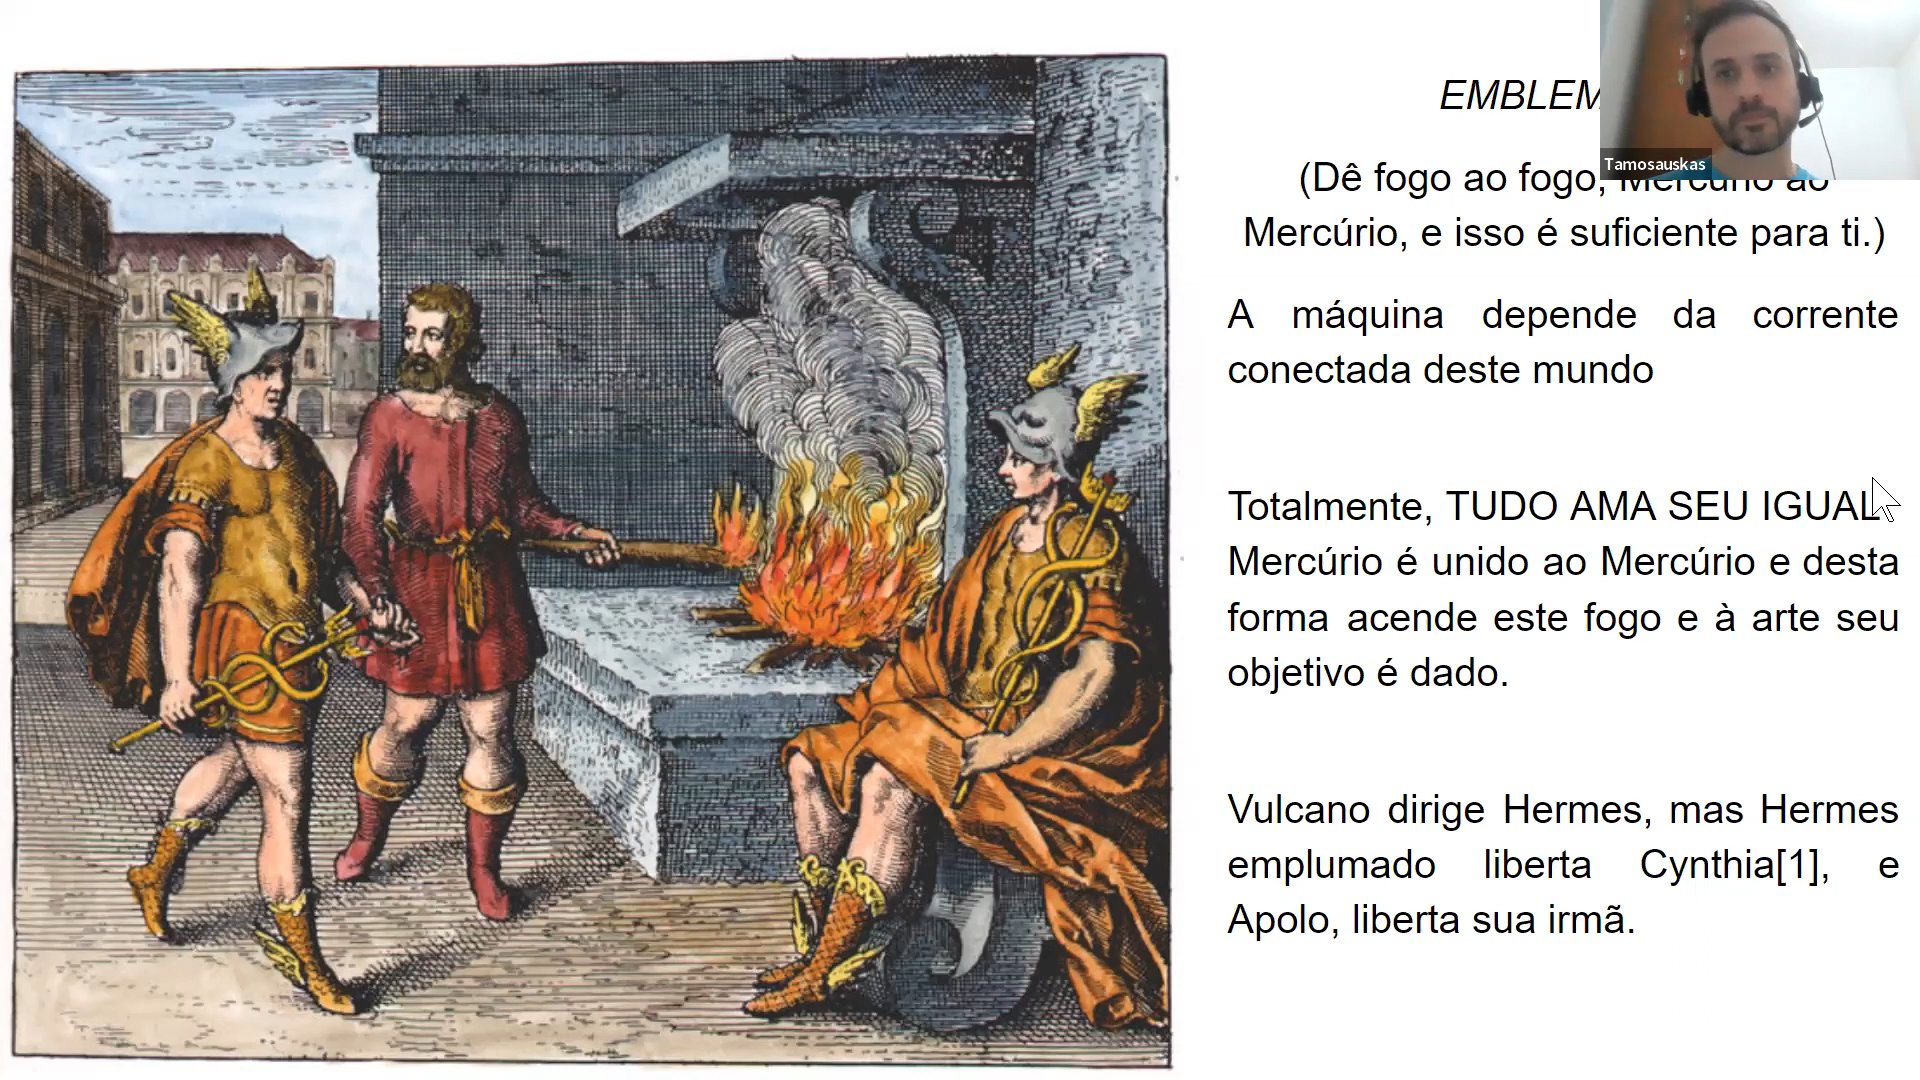 EMBLEM
(Dê fogo ao fogo, Mercúrio ao
Mercúrio, e isso é suficiente para ti.)
A máquina depende da corrente
conectada deste mundo
Totalmente, TUDO AMA SEU IGUAL
Mercúrio é unido ao Mercúrio e desta
forma acende este fogo e à arte seu
objetivo é dado.
Vulcano dirige Hermes, mas Hermes
emplumado liberta Cynthia[1], e
Apolo, liberta sua irmã.
Tamosauskas